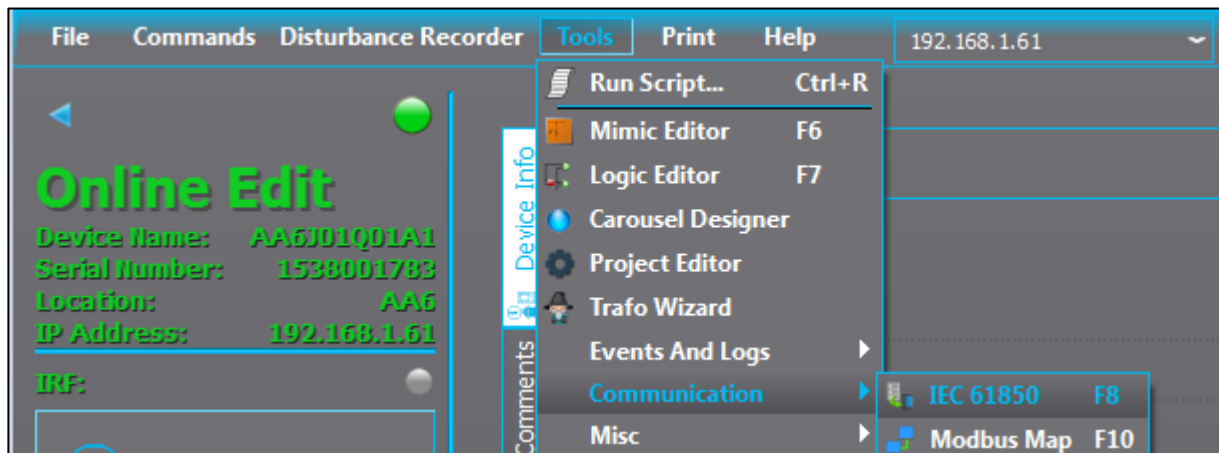 File Commands Disturbance Recorder Tools Print Help 192.168.1.61
Run Script... Ctrl+R
Mimic Editor F6
Logic Editor F7
Carousel Designer
Project Editor
Trafo Wizard
Events And Logs
Communication
Misc
IEC 61850 F8
Modbus Map F10
Online Edit
Device Name: AA6J01Q01A1
Serial Number: 1538001783
Location: AA6
IP Address: 192.168.1.61
IRF:
Device Info
Comments